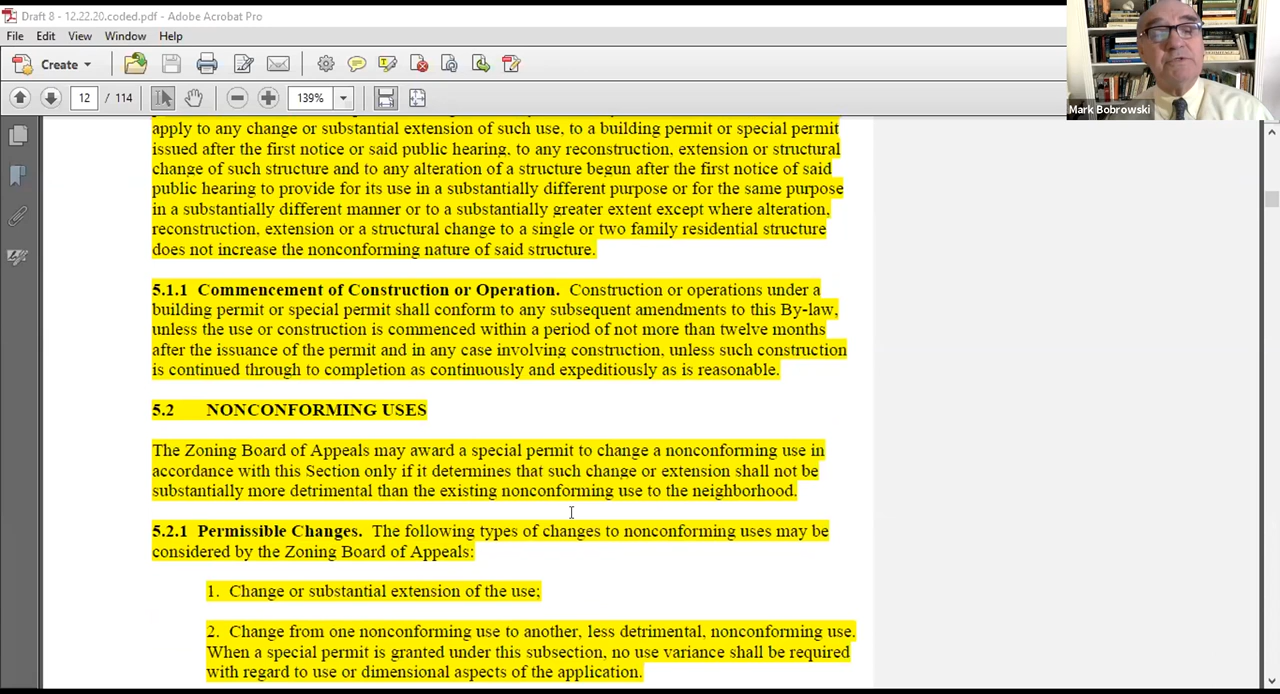 Draft 8 - 12.22.20.coded.pdf - Adobe Acrobat Pro
File Edit View Window Help
Create
12 / 114 139%
Mark Bobrowski
apply to any change or substantial extension of such use, to a building permit or special permit
issued after the first notice or said public hearing, to any reconstruction, extension or structural
change of such structure and to any alteration of a structure begun after the first notice of said
public hearing to provide for its use in a substantially different purpose or for the same purpose
in a substantially different manner or to a substantially greater extent except where alteration,
reconstruction, extension or a structural change to a single or two family residential structure
does not increase the nonconforming nature of said structure.
5.1.1 Commencement of Construction or Operation. Construction or operations under a
building permit or special permit shall conform to any subsequent amendments to this By-law,
unless the use or construction is commenced within a period of not more than twelve months
after the issuance of the permit and in any case involving construction, unless such construction
is continued through to completion as continuously and expeditiously as is reasonable.
5.2 NONCONFORMING USES
The Zoning Board of Appeals may award a special permit to change a nonconforming use in
accordance with this Section only if it determines that such change or extension shall not be
substantially more detrimental than the existing nonconforming use to the neighborhood.
5.2.1 Permissible Changes. The following types of changes to nonconforming uses may be
considered by the Zoning Board of Appeals:
1. Change or substantial extension of the use;
2. Change from one nonconforming use to another, less detrimental, nonconforming use.
When a special permit is granted under this subsection, no use variance shall be required
with regard to use or dimensional aspects of the application.